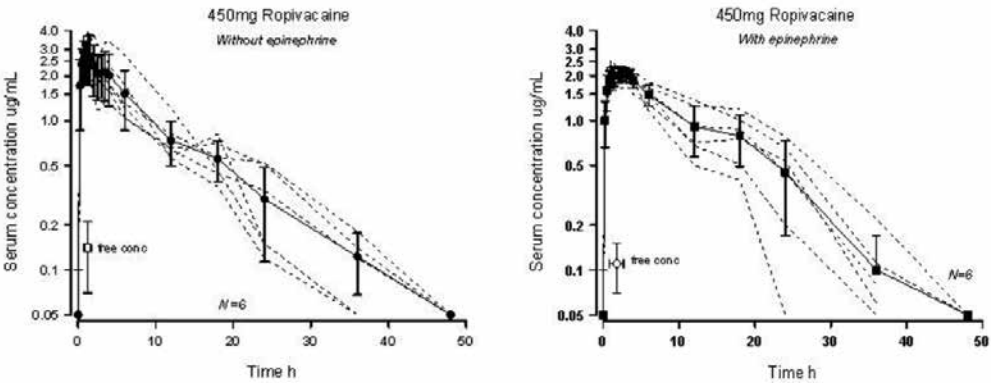 450mg Ropivacaine
Without epinephrine
Serum concentration ug/mL
4.0
3.0
2.5
2.0
1.5
1.0
0.5
0.2
0.1
0.05
free conc
N=6
0 10 20 30 40 50
Time h
450mg Ropivacaine
With epinephrine
Serum concentration ug/mL
4.0
3.0
2.5
2.0
1.5
1.0
0.5
0.2
0.1
0.05
free conc
N=6
0 10 20 30 40 50
Time h